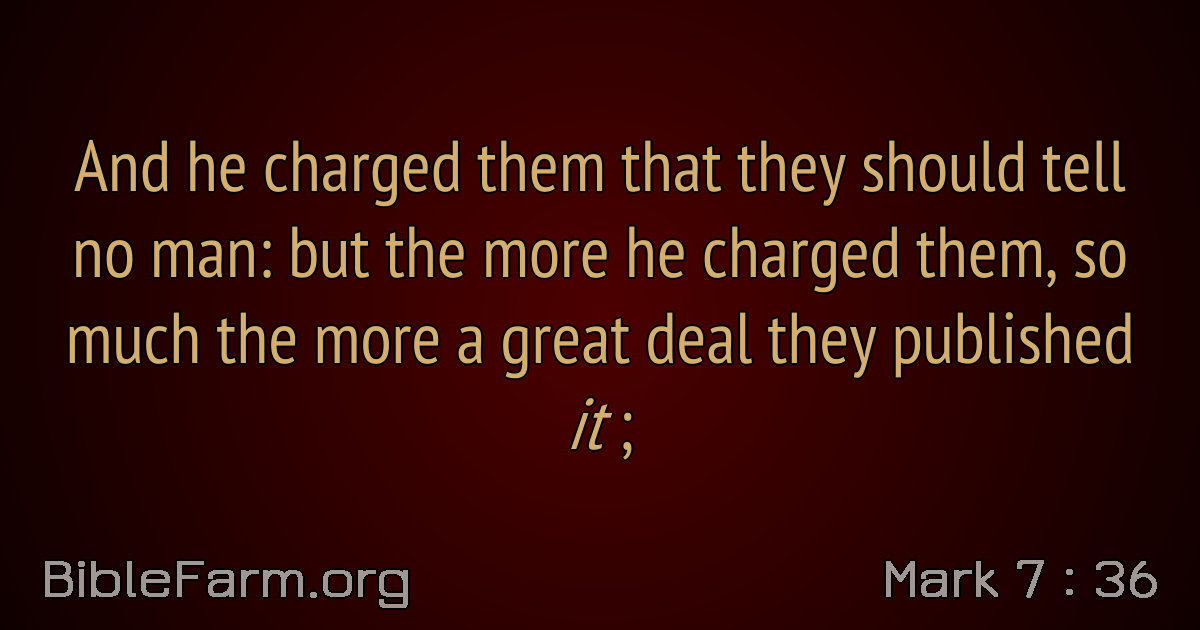 And he charged them that they should tell
no man: but the more he charged them, so
much the more a great deal they published
it ;
BibleFarm.org
Mark 7 : 36